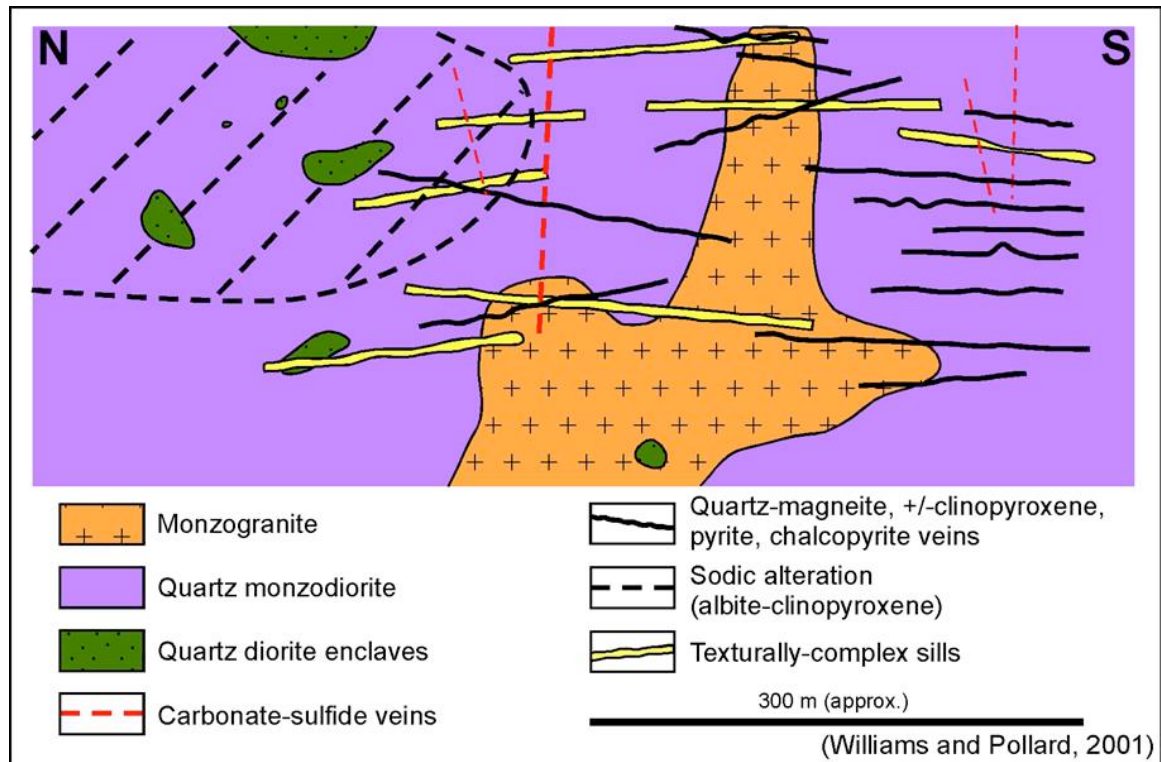 N
S
Monzogranite
Quartz monzodiorite
Quartz diorite enclaves
Carbonate-sulfide veins
Quartz-magneite, +/-clinopyroxene,
pyrite, chalcopyrite veins
Sodic alteration
(albite-clinopyroxene)
Texturally-complex sills
300 m (approx.)
(Williams and Pollard, 2001)